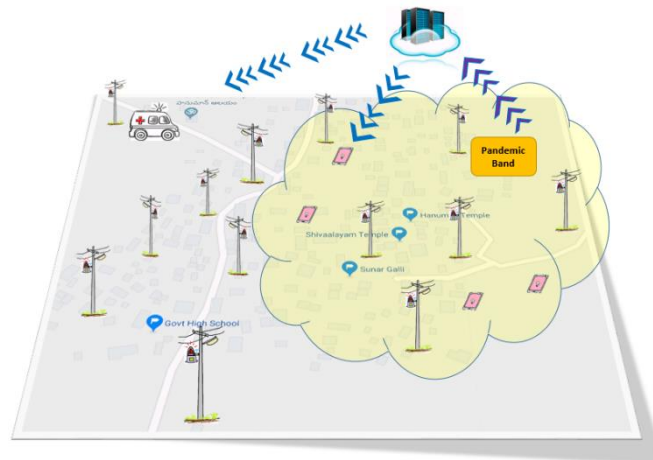 Pandemic
Band
Hanum Temple
Shivaalayam Temple
Sunar Galli
Govt High School